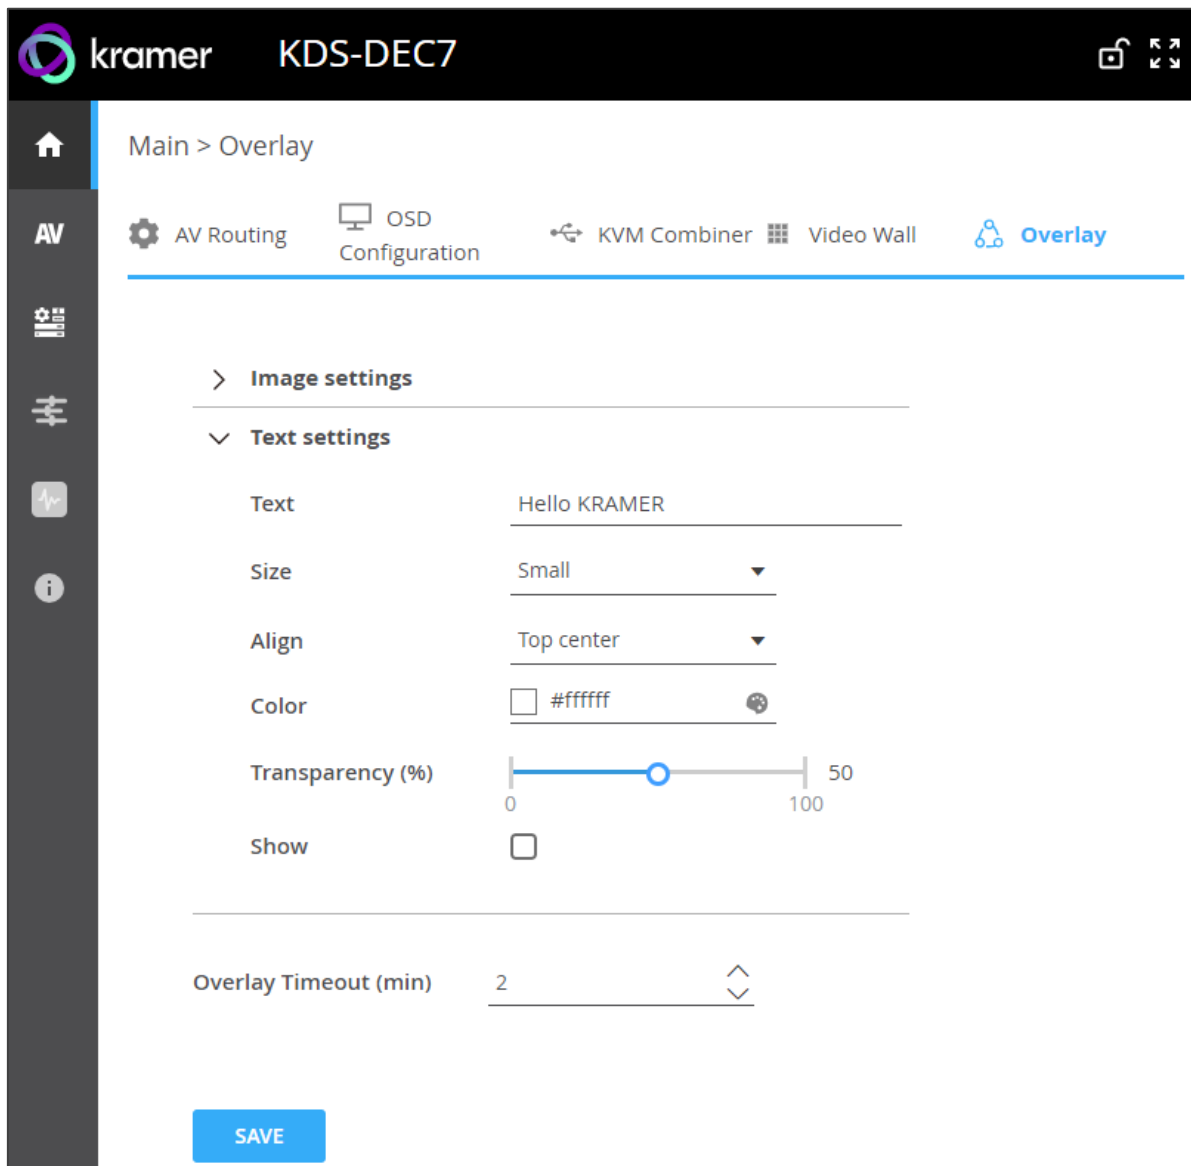 kramer KDS-DEC7
Main > Overlay
AV
AV Routing
OSD
Configuration
KVM Combiner
Video Wall
Overlay
Image settings
Text settings
Text Hello KRAMER
Size Small
Align Top center
Color #ffffff
Transparency (%) 50
0 100
Show
Overlay Timeout (min) 2
SAVE